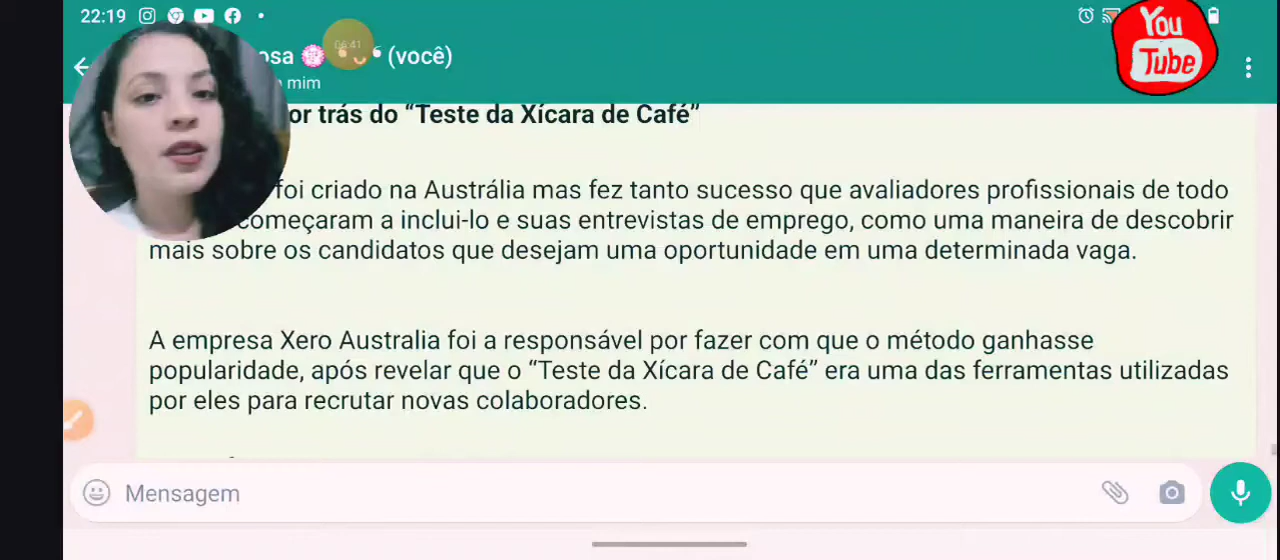 22:19
06:41
osa (você)
mim
You
Tube
or trás do “Teste da Xícara de Café”
foi criado na Austrália mas fez tanto sucesso que avaliadores profissionais de todo
começaram a inclui-lo e suas entrevistas de emprego, como uma maneira de descobrir
mais sobre os candidatos que desejam uma oportunidade em uma determinada vaga.
A empresa Xero Australia foi a responsável por fazer com que o método ganhasse
popularidade, após revelar que o “Teste da Xícara de Café” era uma das ferramentas utilizadas
por eles para recrutar novas colaboradores.
Mensagem